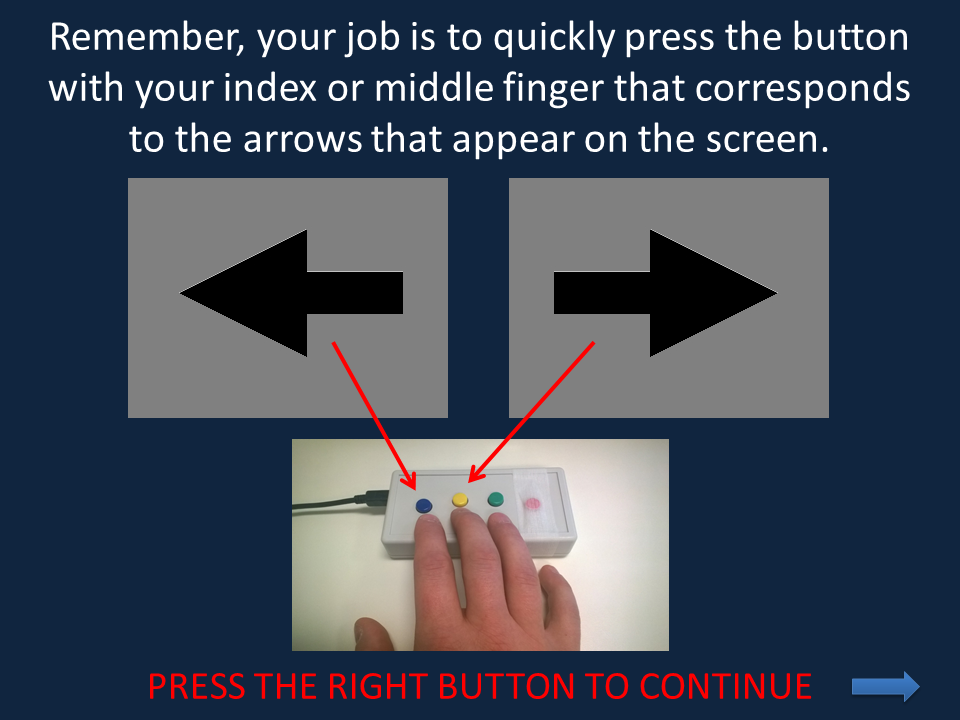 Remember, your job is to quickly press the button
with your index or middle finger that corresponds
to the arrows that appear on the screen.
PRESS THE RIGHT BUTTON TO CONTINUE